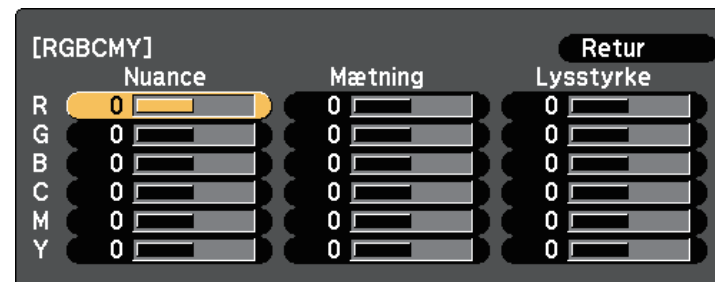 [RGBCMY] Retur
Nuance Mætning Lysstyrke
R 0 0 0
G 0 0 0
B 0 0 0
C 0 0 0
M 0 0 0
Y 0 0 0